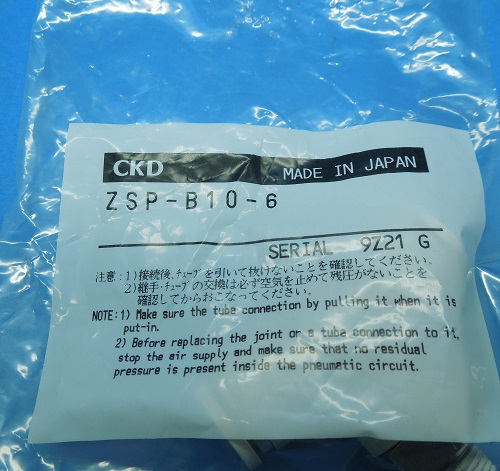 CKD MADE IN JAPAN
ZSP-B10-6
SERIAL 9Z21 G
注意:1)接続後、チューブを引いて抜けないことを確認してください。
2)継手・チューブの交換は必ず空気を止めて残圧がないことを
確認してからおこなってください。
NOTE:1) Make sure the tube connection by pulling it when it is
put-in.
2) Before replacing the joint or a tube connection to it,
stop the air supply and make sure that no residual
pressure is present inside the pneumatic circuit.